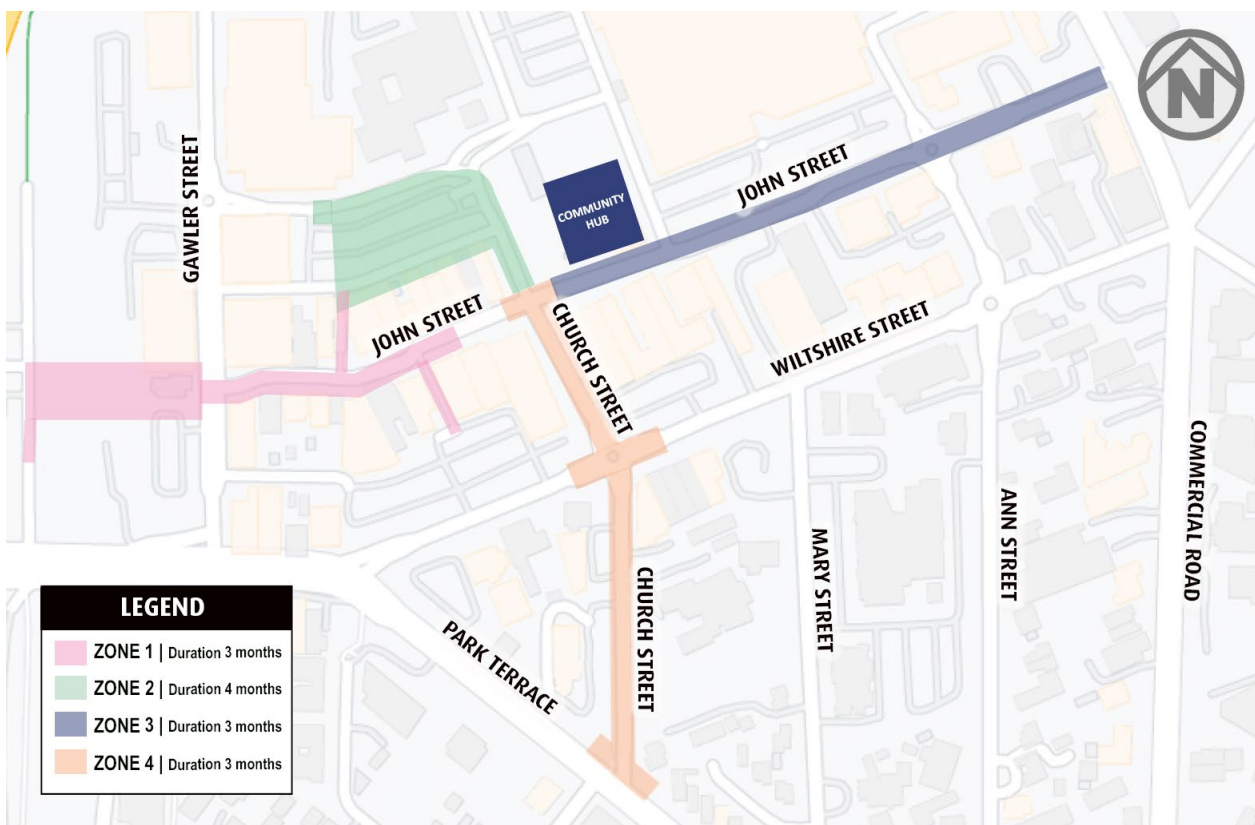 N
GAWLER STREET
JOHN STREET
COMMUNITY
HUB
JOHN STREET
CHURCH STREET
WILTSHIRE STREET
COMMERCIAL ROAD
ANN STREET
MARY STREET
CHURCH STREET
PARK TERRACE
LEGEND
ZONE 1 | Duration 3 months
ZONE 2 | Duration 4 months
ZONE 3 | Duration 3 months
ZONE 4 | Duration 3 months